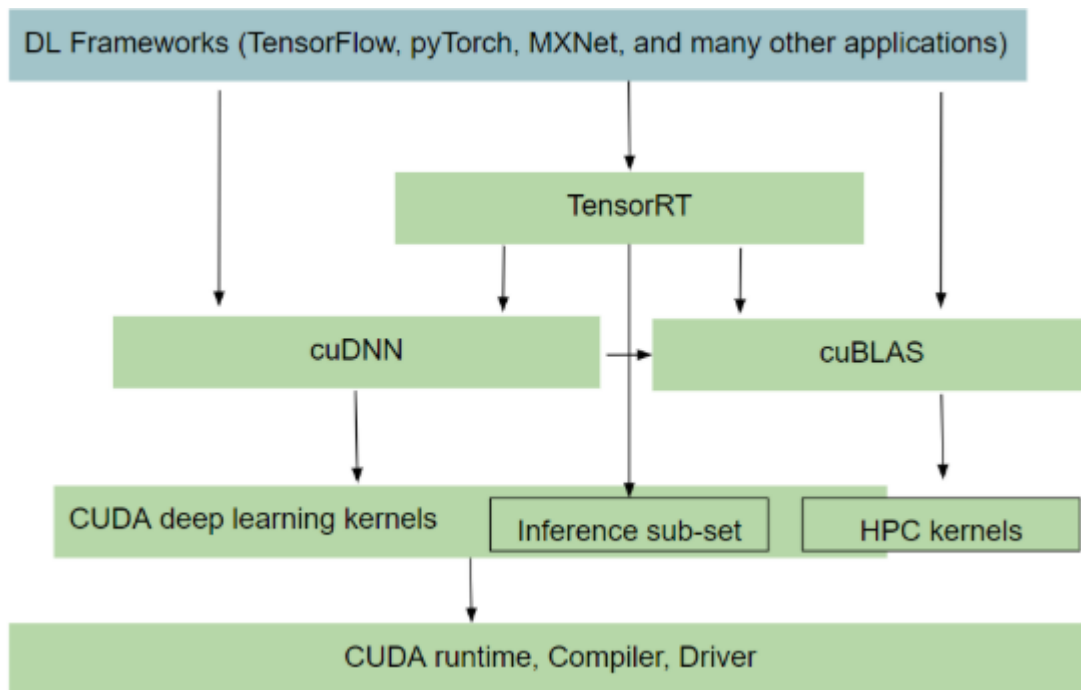 DL Frameworks (TensorFlow, pyTorch, MXNet, and many other applications)
TensorRT
cuDNN
cuBLAS
CUDA deep learning kernels
Inference sub-set
HPC kernels
CUDA runtime, Compiler, Driver